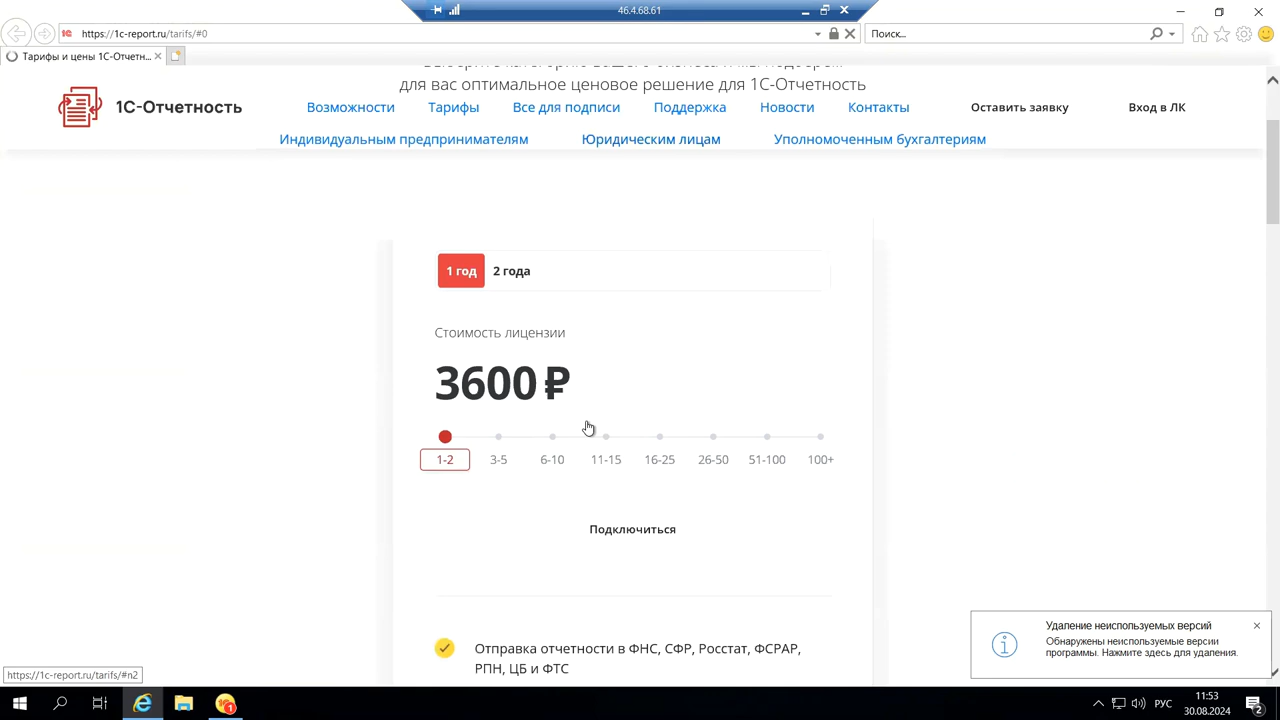 46.4.68.61
https://1c-report.ru/tarifs/#0
Поиск...
Тарифы и цены 1С-Отчетн...
для вас оптимальное ценовое решение для 1С-Отчетность
1С-Отчетность
Возможности
Тарифы
Все для подписи
Поддержка
Новости
Контакты
Оставить заявку
Вход в ЛК
Индивидуальным предпринимателям
Юридическим лицам
Уполномоченным бухгалтериям
1 год
2 года
Стоимость лицензии
3600 ₽
1-2
3-5
6-10
11-15
16-25
26-50
51-100
100+
Подключиться
Отправка отчетности в ФНС, СФР, Росстат, ФСРАР,
РПН, ЦБ и ФТС
Удаление неиспользуемых версий
Обнаружены неиспользуемые версии
программы. Нажмите здесь для удаления.
https://1c-report.ru/tarifs/#n2
1
РУС
11:53
30.08.2024
2